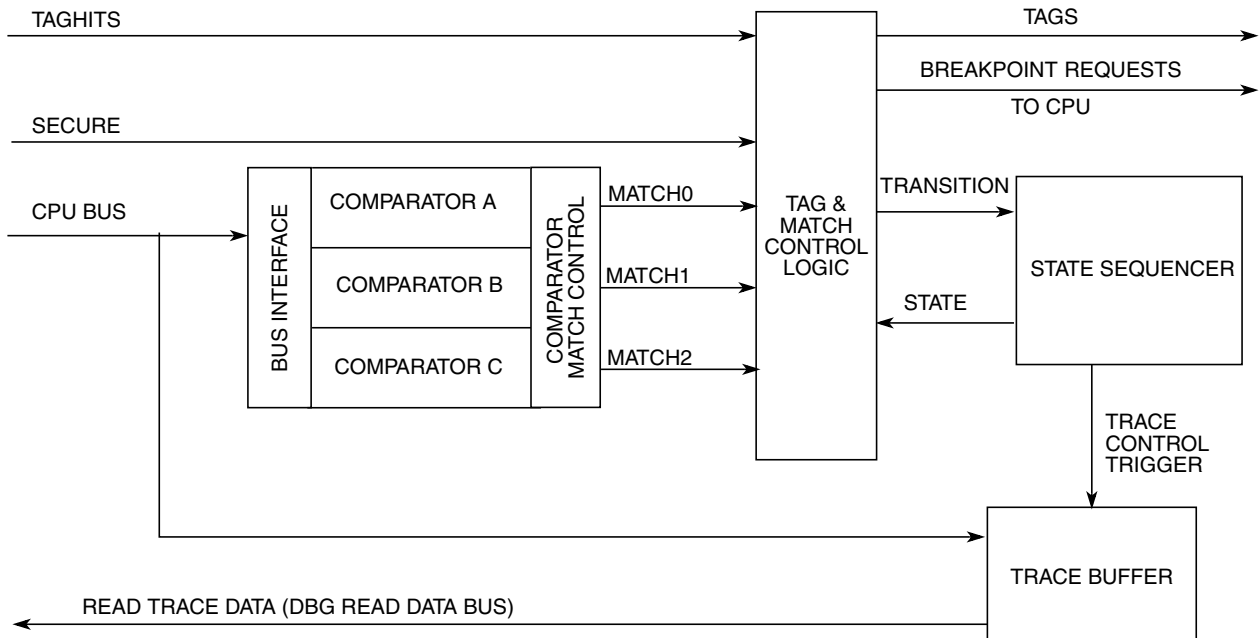 TAGHITS
TAGS
BREAKPOINT REQUESTS
TO CPU
SECURE
CPU BUS
BUS INTERFACE
COMPARATOR A
COMPARATOR B
COMPARATOR C
COMPARATOR
MATCH CONTROL
MATCH0
MATCH1
MATCH2
TAG &
MATCH
CONTROL
LOGIC
TRANSITION
STATE
STATE SEQUENCER
TRACE
CONTROL
TRIGGER
TRACE BUFFER
READ TRACE DATA (DBG READ DATA BUS)